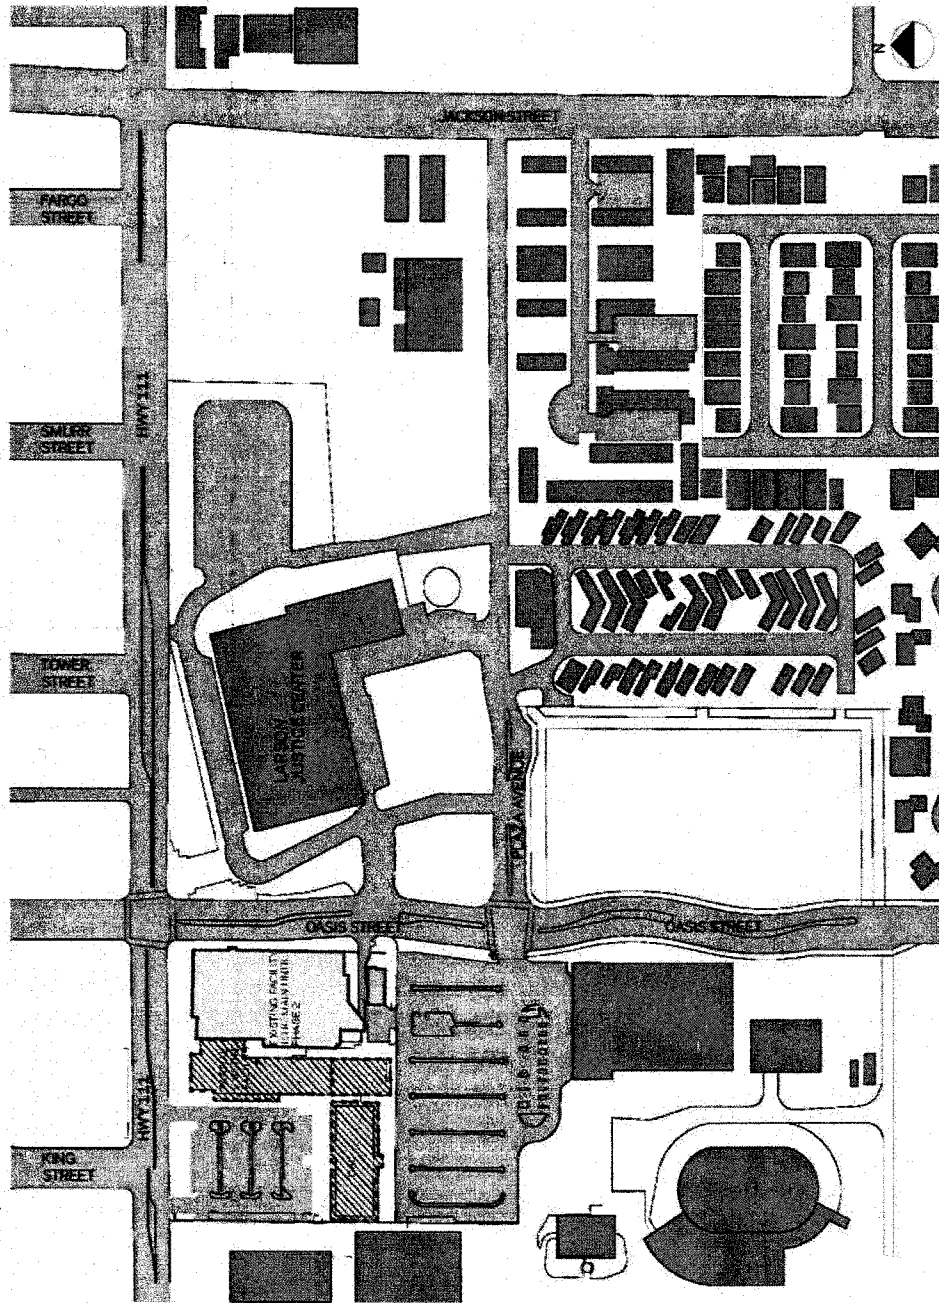 N
JACKSON STREET
FARGO
STREET
HWY 111
SMURR
STREET
TOWER
STREET
LARSON
JUSTICE CENTER
PLAZA AVENUE
OASIS STREET
OASIS STREET
EXISTING FACILITY
PHASE 2
HWY 111
KING
STREET